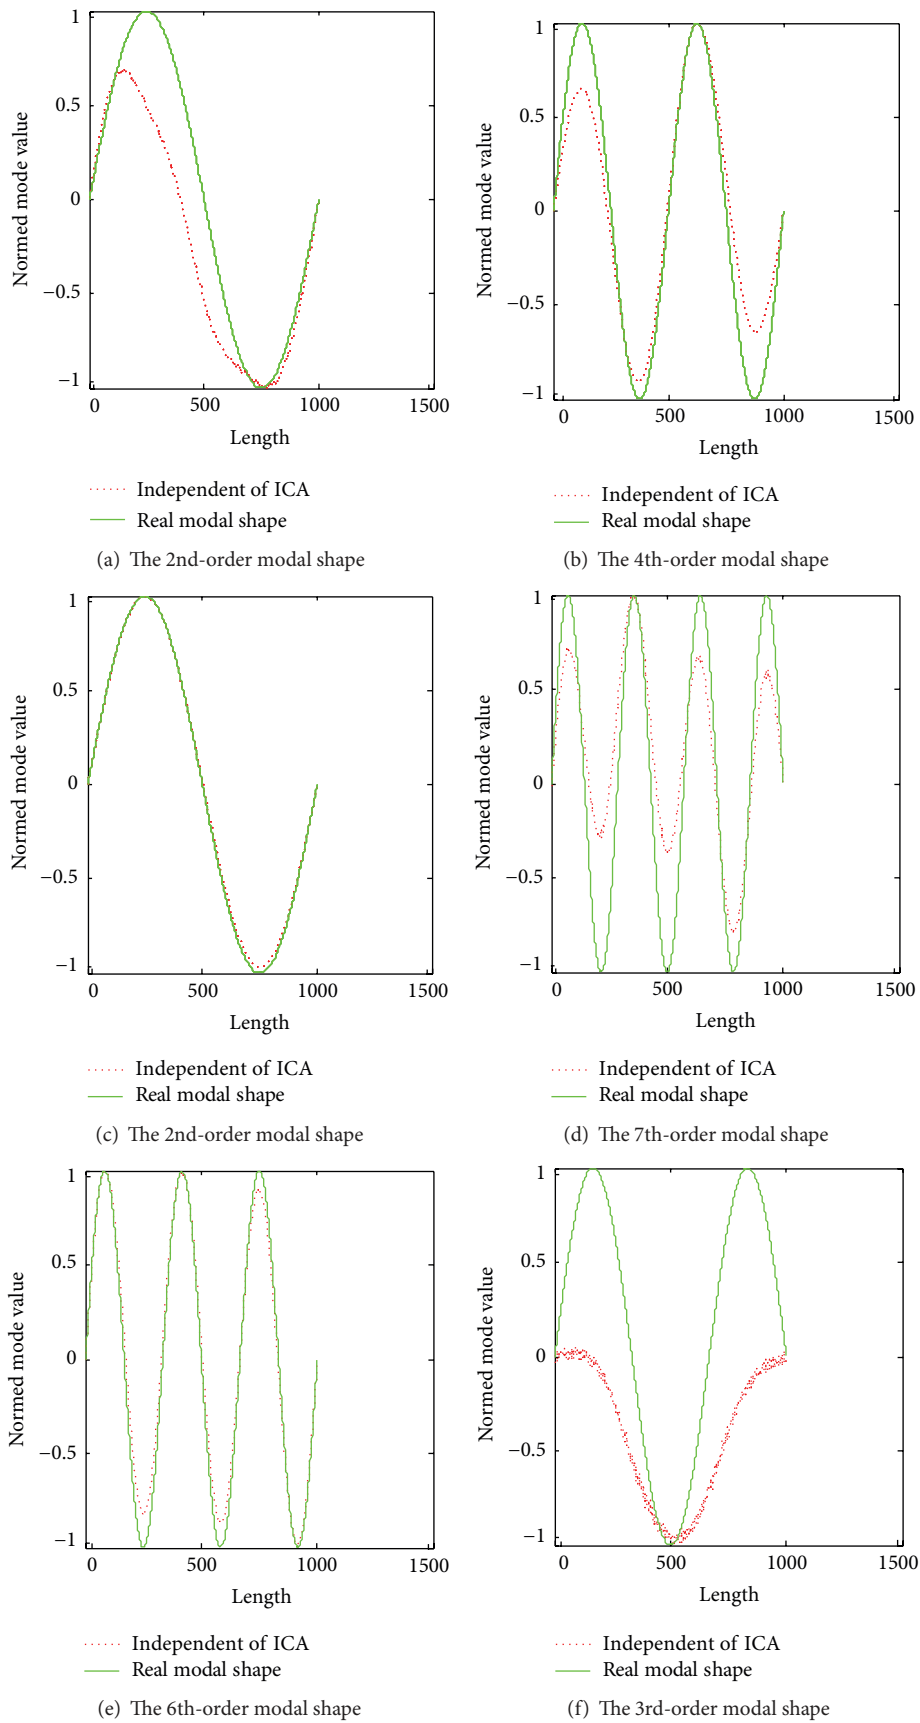 1
0.5
0
−0.5
−1
Normed mode value
0 500 1000 1500
Length
Independent of ICA
Real modal shape
(a) The 2nd-order modal shape
1
0.5
0
−0.5
−1
Normed mode value
0 500 1000 1500
Length
Independent of ICA
Real modal shape
(b) The 4th-order modal shape
1
0.5
0
−0.5
−1
Normed mode value
0 500 1000 1500
Length
Independent of ICA
Real modal shape
(c) The 2nd-order modal shape
1
0.5
0
−0.5
−1
Normed mode value
0 500 1000 1500
Length
Independent of ICA
Real modal shape
(d) The 7th-order modal shape
1
0.5
0
−0.5
−1
Normed mode value
0 500 1000 1500
Length
Independent of ICA
Real modal shape
(e) The 6th-order modal shape
1
0.5
0
−0.5
−1
Normed mode value
0 500 1000 1500
Length
Independent of ICA
Real modal shape
(f) The 3rd-order modal shape